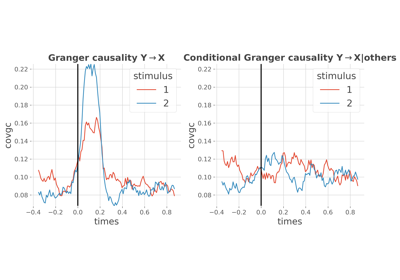 Granger causality Y→X
Conditional Granger causality Y→X|others
0.22
0.20
0.18
0.16
0.14
0.12
0.10
0.08
covgc
stimulus
1
2
−0.4 −0.2 0.0 0.2 0.4 0.6 0.8
times
0.22
0.20
0.18
0.16
0.14
0.12
0.10
0.08
covgc
stimulus
1
2
−0.4 −0.2 0.0 0.2 0.4 0.6 0.8
times